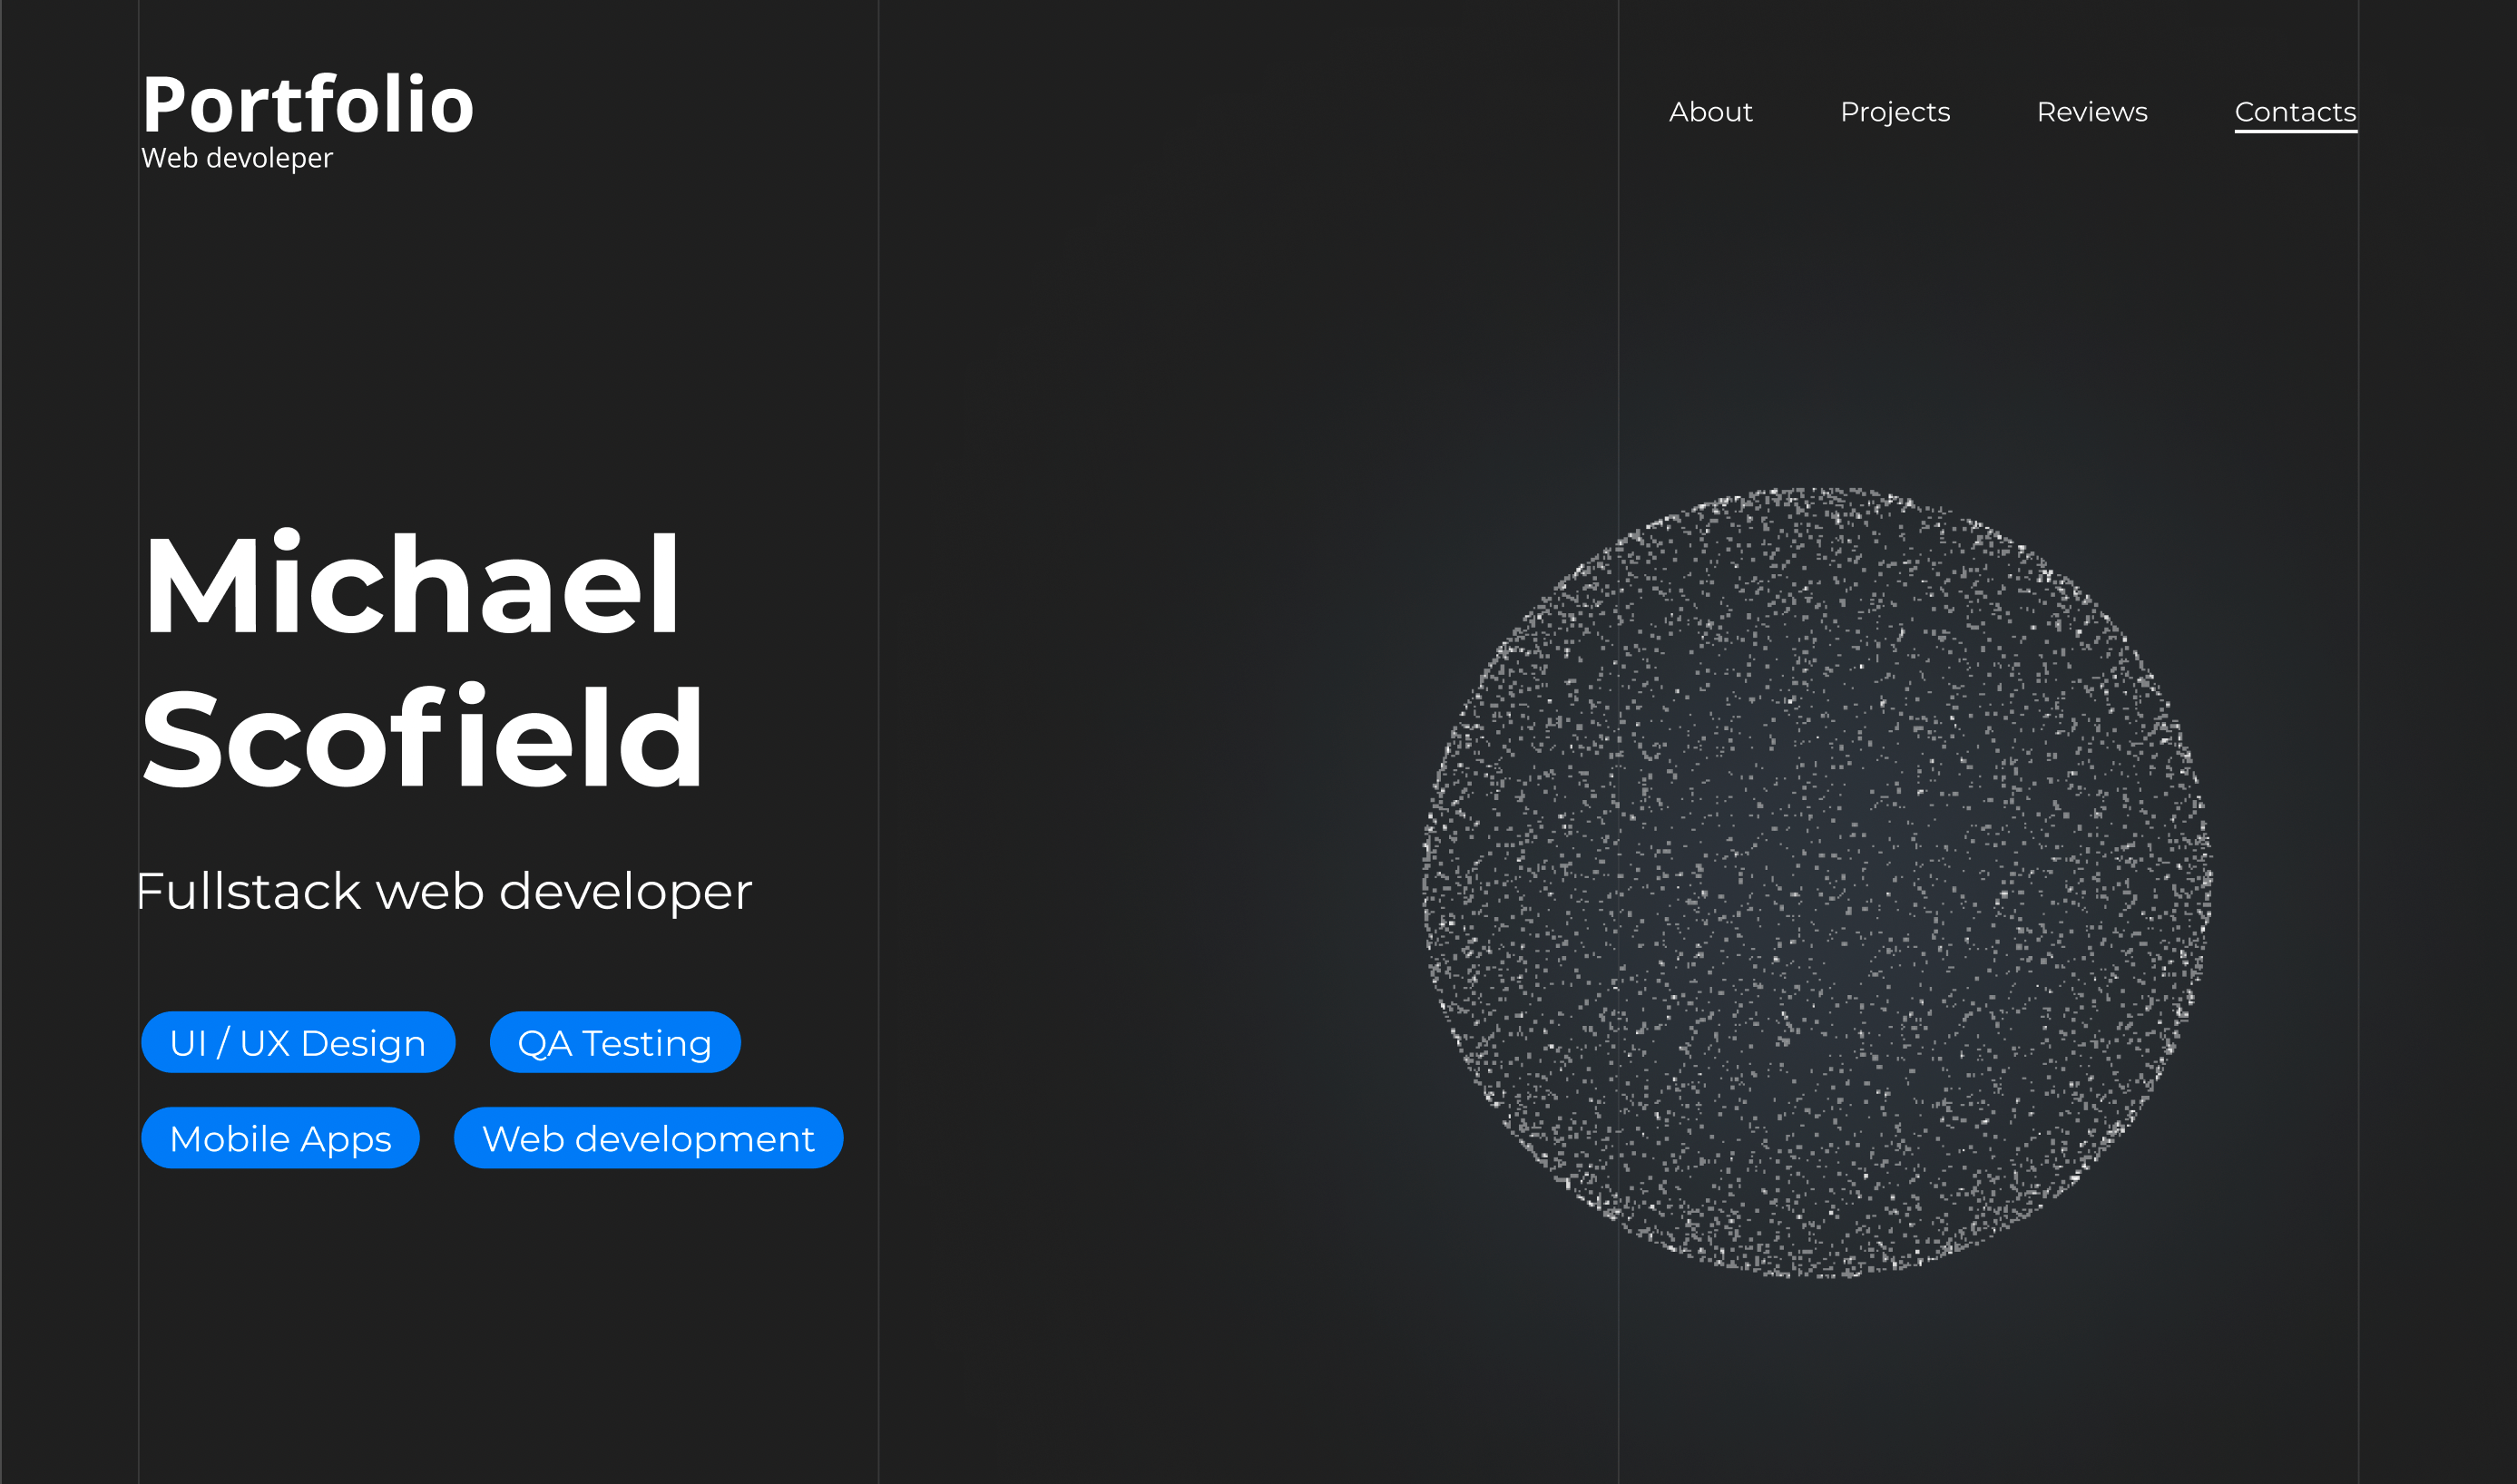 Portfolio
Web devoleper
About Projects Reviews Contacts
Michael
Scofield
Fullstack web developer
UI / UX Design QA Testing
Mobile Apps Web development